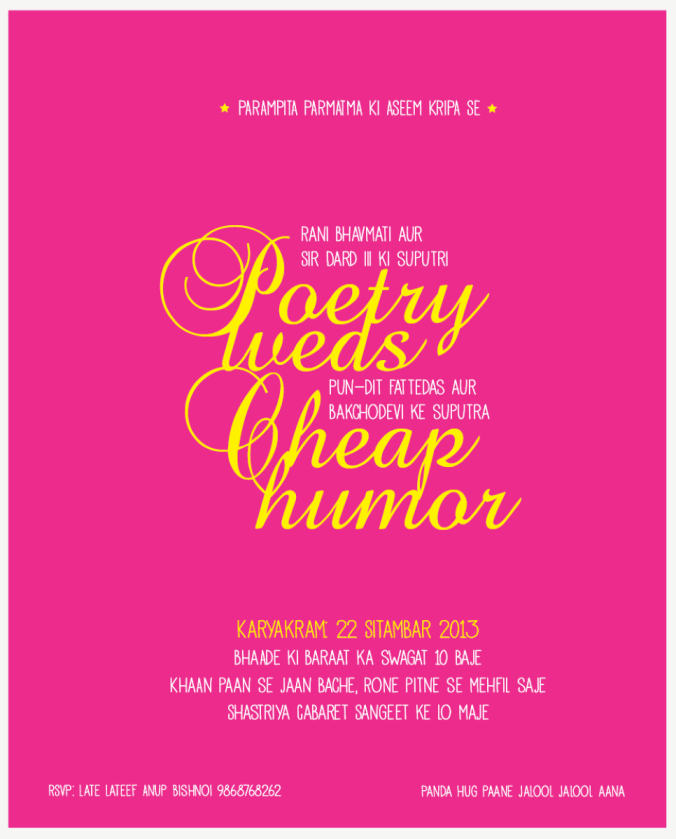 PARAMPITA PARMATMA KI ASEEM KRIPA SE
RANI BHAVMATI AUR
SIR DARD III KI SUPUTRI
Poetry
weds
PUN-DIT FATTEDAS AUR
BAKCHODEVI KE SUPUTRA
Cheap
humor
KARYAKRAM: 22 SITAMBAR 2013
BHAADE KI BARAAT KA SWAGAT 10 BAJE
KHAAN PAAN SE JAAN BACHE, RONE PITNE SE MEHFIL SAJE
SHASTRIYA CABARET SANGEET KE LO MAJE
RSVP: LATE LATEEF ANUP BISHNOI 9868768262
PANDA HUG PAANE JALOOL JALOOL AANA